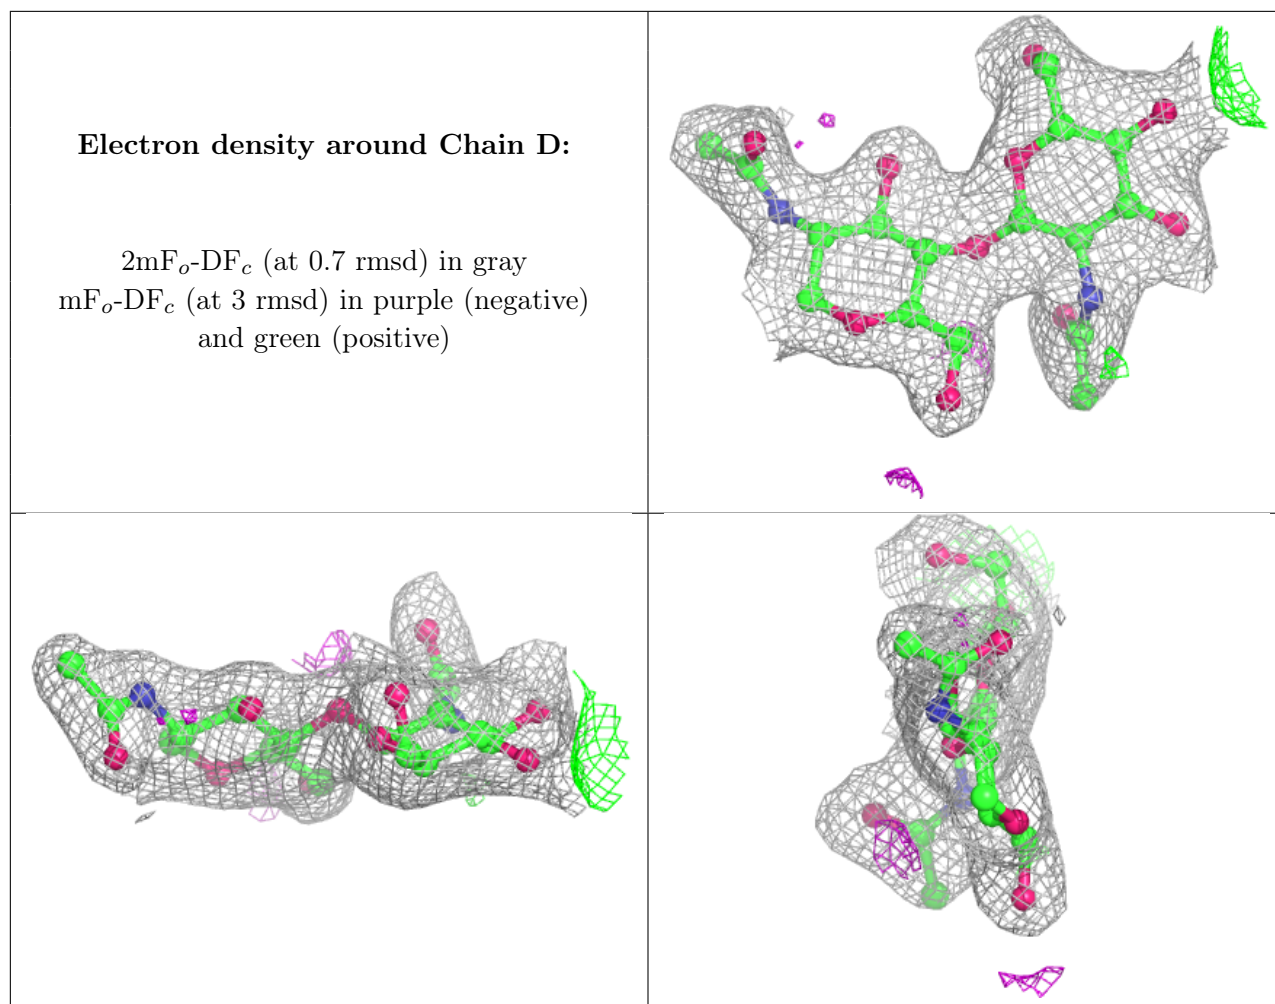 Electron density around Chain D:
2mFₒ-DF𝒸 (at 0.7 rmsd) in gray
mFₒ-DF𝒸 (at 3 rmsd) in purple (negative)
and green (positive)